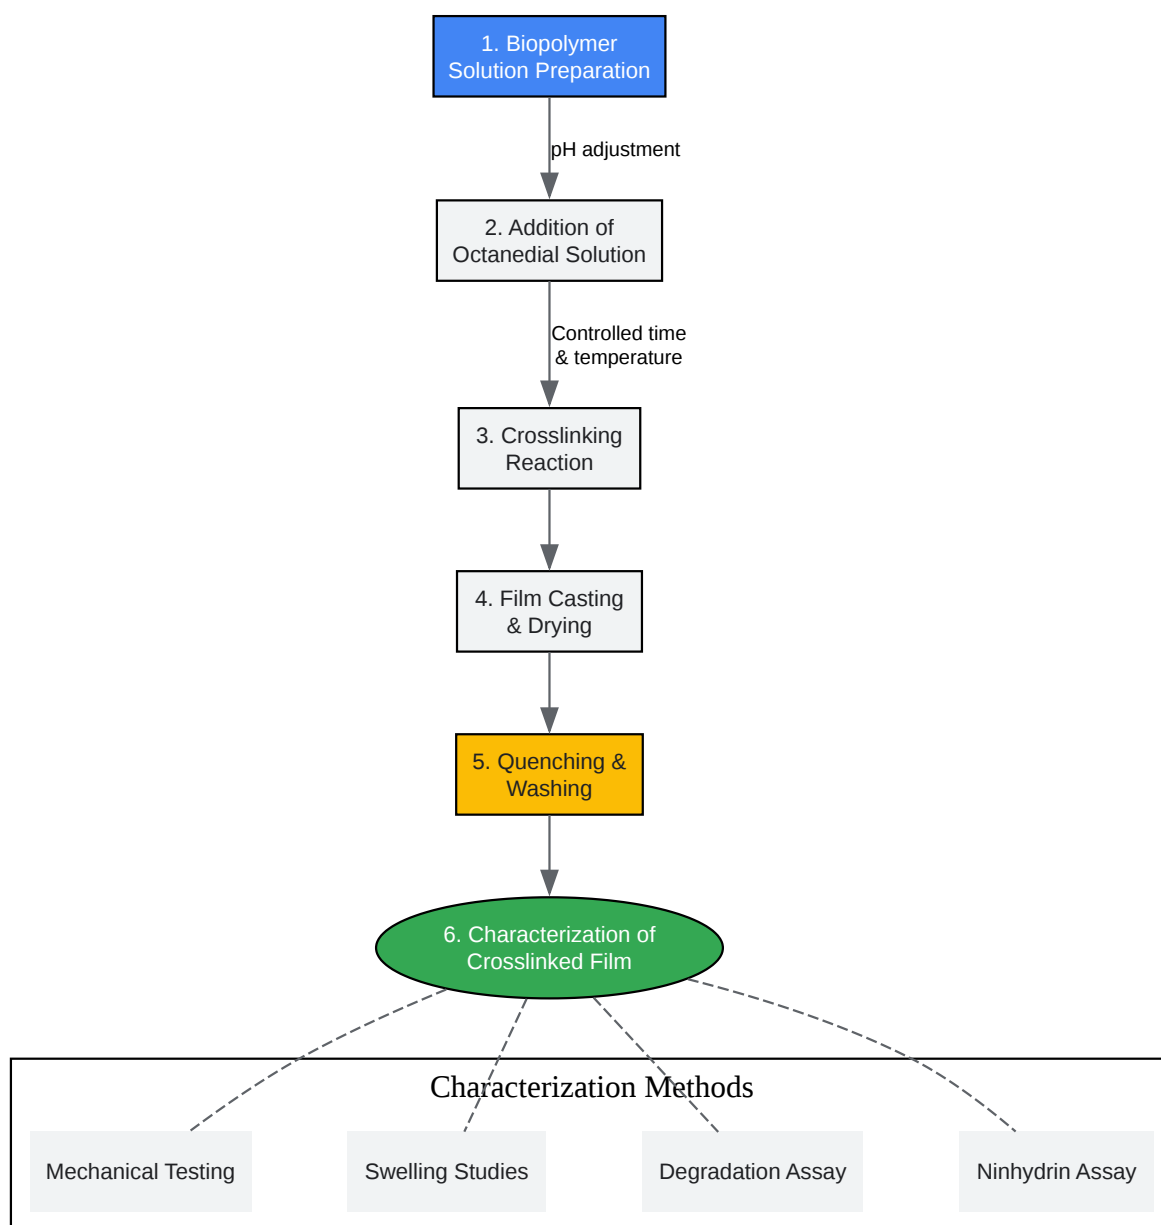 1. Biopolymer
Solution Preparation
pH adjustment
2. Addition of
Octanedial Solution
Controlled time
& temperature
3. Crosslinking
Reaction
4. Film Casting
& Drying
5. Quenching &
Washing
6. Characterization of
Crosslinked Film
Characterization Methods
Mechanical Testing
Swelling Studies
Degradation Assay
Ninhydrin Assay